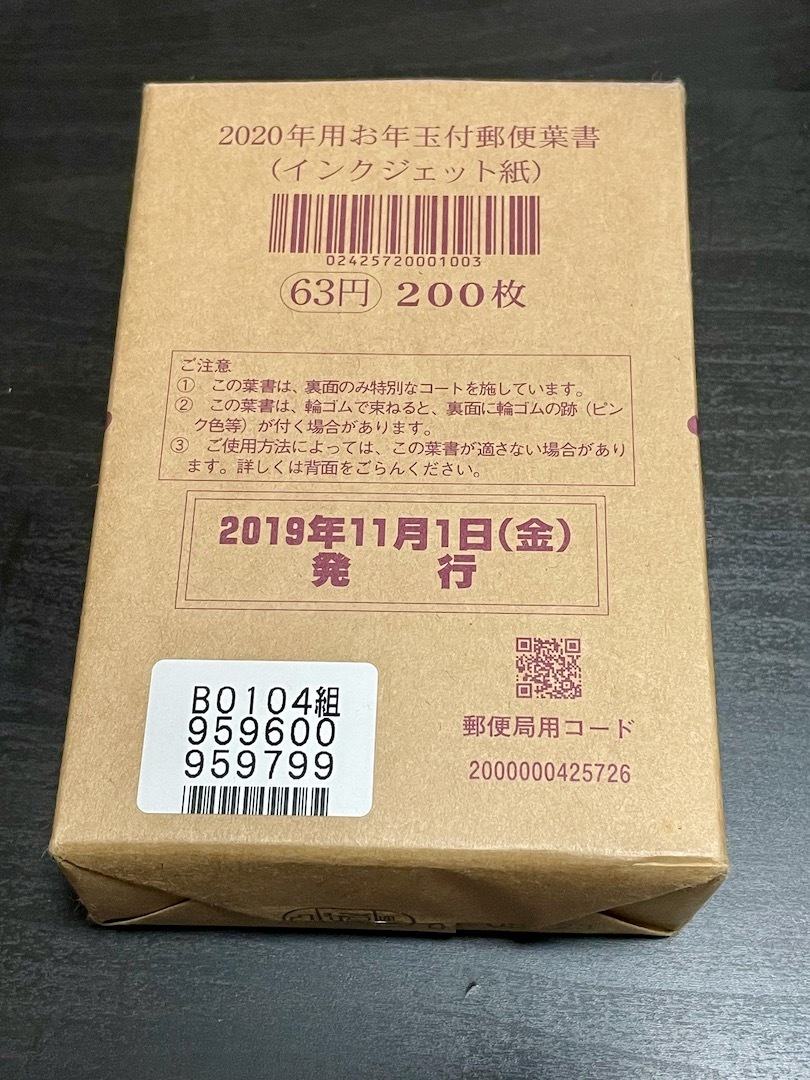 2020年用お年玉付郵便葉書
（インクジェット紙）
02425720001003
63円 200枚
ご注意
① この葉書は、裏面のみ特別なコートを施しています。
② この葉書は、輪ゴムで束ねると、裏面に輪ゴムの跡（ピン
ク色等）が付く場合があります。
③ ご使用方法によっては、この葉書が適さない場合があり
ます。詳しくは背面をごらんください。
2019年11月1日（金）
発 行
B0104組
959600
959799
郵便局用コード
2000000425726